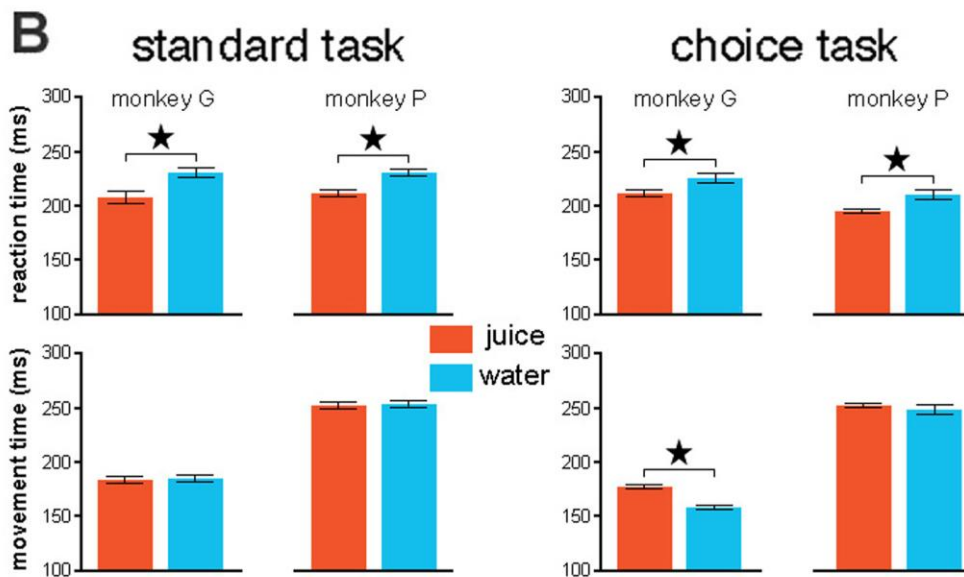 B
standard task
choice task
monkey G
monkey P
monkey G
monkey P
reaction time (ms)
300
250
200
150
100
juice
water
movement time (ms)
300
250
200
150
100
300
250
200
150
100
300
250
200
150
100